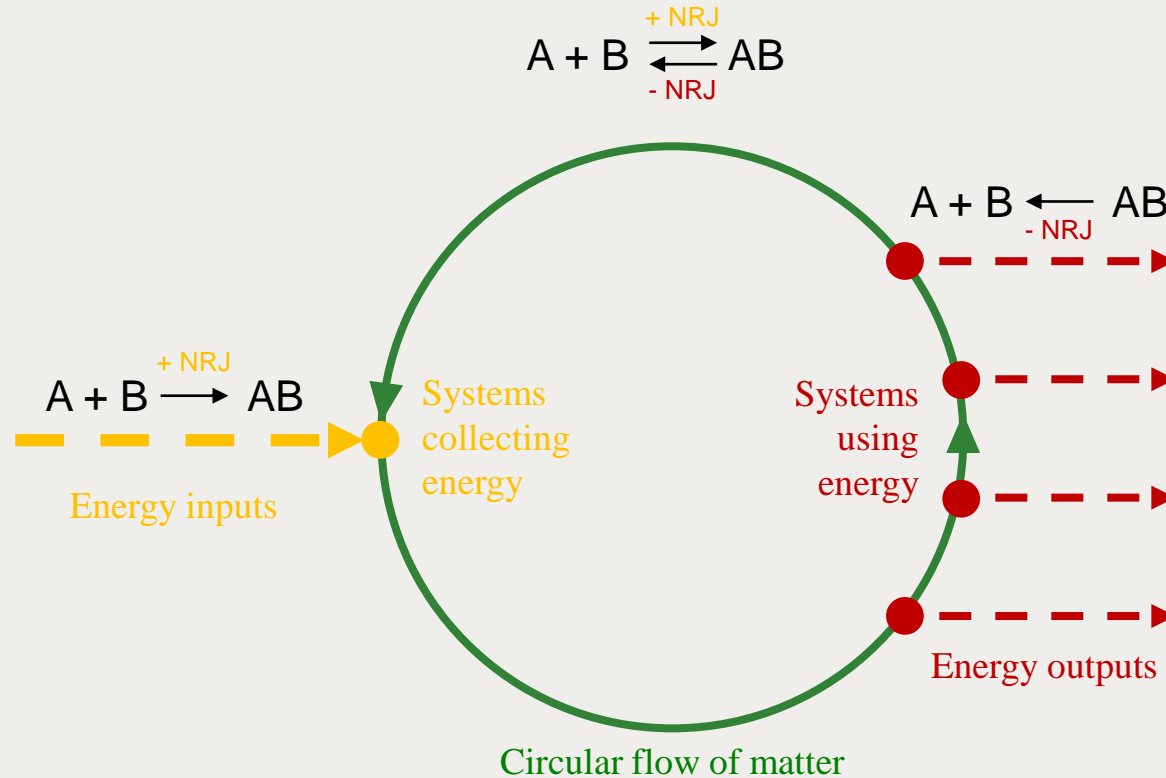 + NRJ
A + B ⇄ AB
- NRJ
A + B ← AB
- NRJ
+ NRJ
A + B → AB
Energy inputs
Systems
collecting
energy
Systems
using
energy
Energy outputs
Circular flow of matter